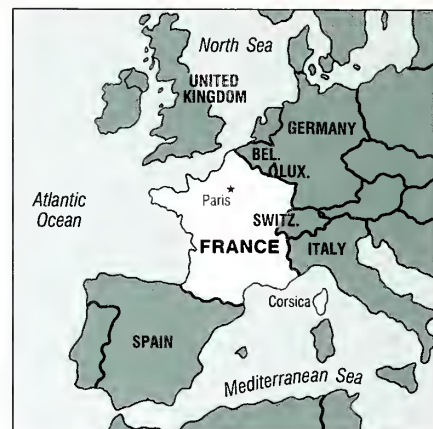 North Sea
UNITED
KINGDOM
GERMANY
BEL.
LUX.
Atlantic
Ocean
Paris
SWITZ.
FRANCE
ITALY
Corsica
SPAIN
Mediterranean Sea